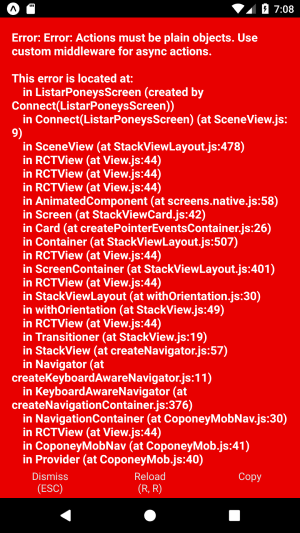 7:08
Error: Error: Actions must be plain objects. Use
custom middleware for async actions.
This error is located at:
in ListarPoneysScreen (created by
Connect(ListarPoneysScreen))
in Connect(ListarPoneysScreen) (at SceneView.js:
9)
in SceneView (at StackViewLayout.js:478)
in RCTView (at View.js:44)
in RCTView (at View.js:44)
in RCTView (at View.js:44)
in AnimatedComponent (at screens.native.js:58)
in Screen (at StackViewCard.js:42)
in Card (at createPointerEventsContainer.js:26)
in Container (at StackViewLayout.js:507)
in RCTView (at View.js:44)
in ScreenContainer (at StackViewLayout.js:401)
in RCTView (at View.js:44)
in StackViewLayout (at withOrientation.js:30)
in withOrientation (at StackView.js:49)
in RCTView (at View.js:44)
in Transitioner (at StackView.js:19)
in StackView (at createNavigator.js:57)
in Navigator (at
createKeyboardAwareNavigator.js:11)
in KeyboardAwareNavigator (at
createNavigationContainer.js:376)
in NavigationContainer (at CoponeyMobNav.js:30)
in RCTView (at View.js:44)
in CoponeyMobNav (at CoponeyMob.js:41)
in Provider (at CoponeyMob.js:40)
Dismiss
(ESC)
Reload
(R, R)
Copy